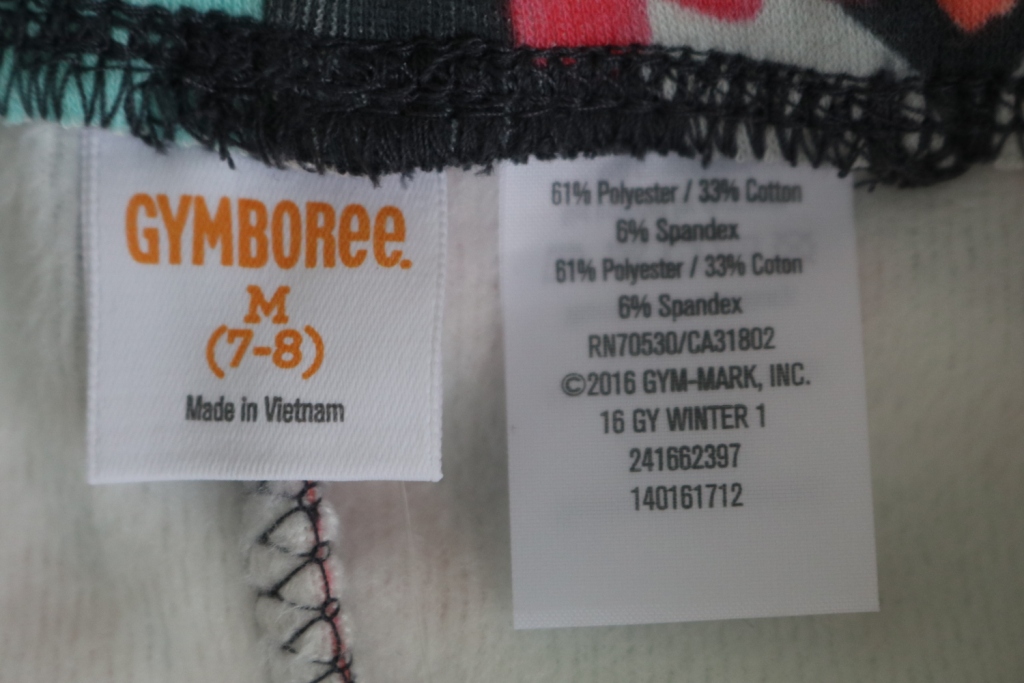 GYMBORee.
M
(7-8)
Made in Vietnam
61% Polyester / 33% Cotton
6% Spandex
61% Polyester / 33% Coton
6% Spandex
RN70530/CA31802
©2016 GYM-MARK, INC.
16 GY WINTER 1
241662397
140161712